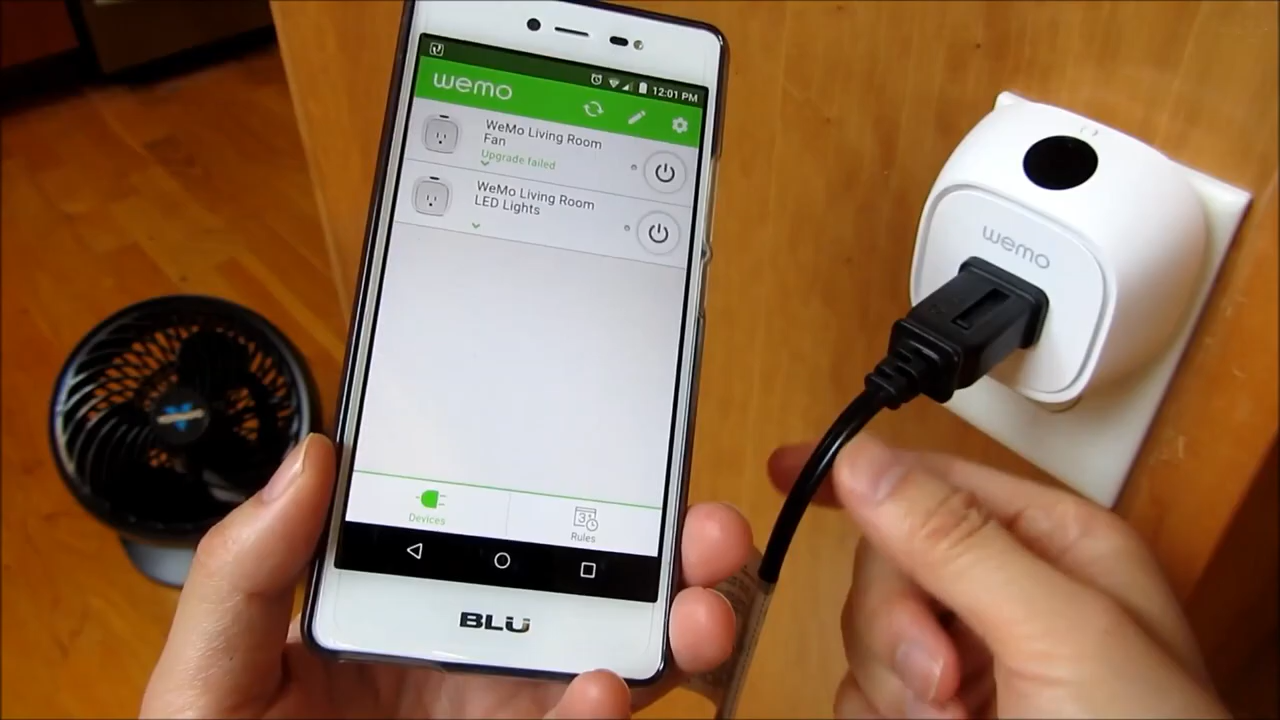 12:01 PM
wemo
WeMo Living Room
Fan
Upgrade failed
WeMo Living Room
LED Lights
Devices
Rules
BLU
wemo